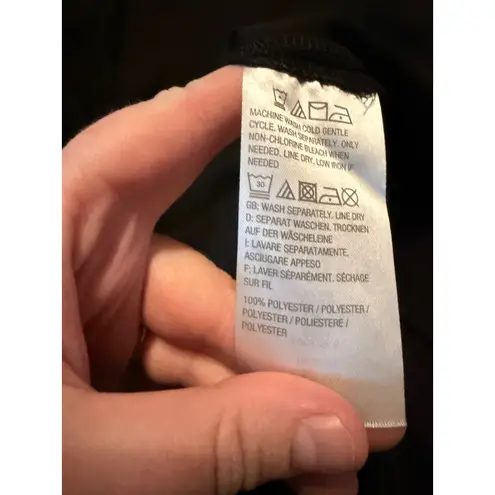 MACHINE WASH COLD GENTLE
CYCLE. WASH SEPARATELY. ONLY
NON-CHLORINE BLEACH WHEN
NEEDED. LINE DRY, LOW IRON IF
NEEDED
30
GB: WASH SEPARATELY. LINE DRY
D: SEPARAT WASCHEN. TROCKNEN
AUF DER WÄSCHELEINE
I: LAVARE SEPARATAMENTE.
ASCIUGARE APPESO
F: LAVER SÉPARÉMENT. SÉCHAGE
SUR FIL
100% POLYESTER / POLYESTER /
POLYESTER / POLIESTERE /
POLYESTER